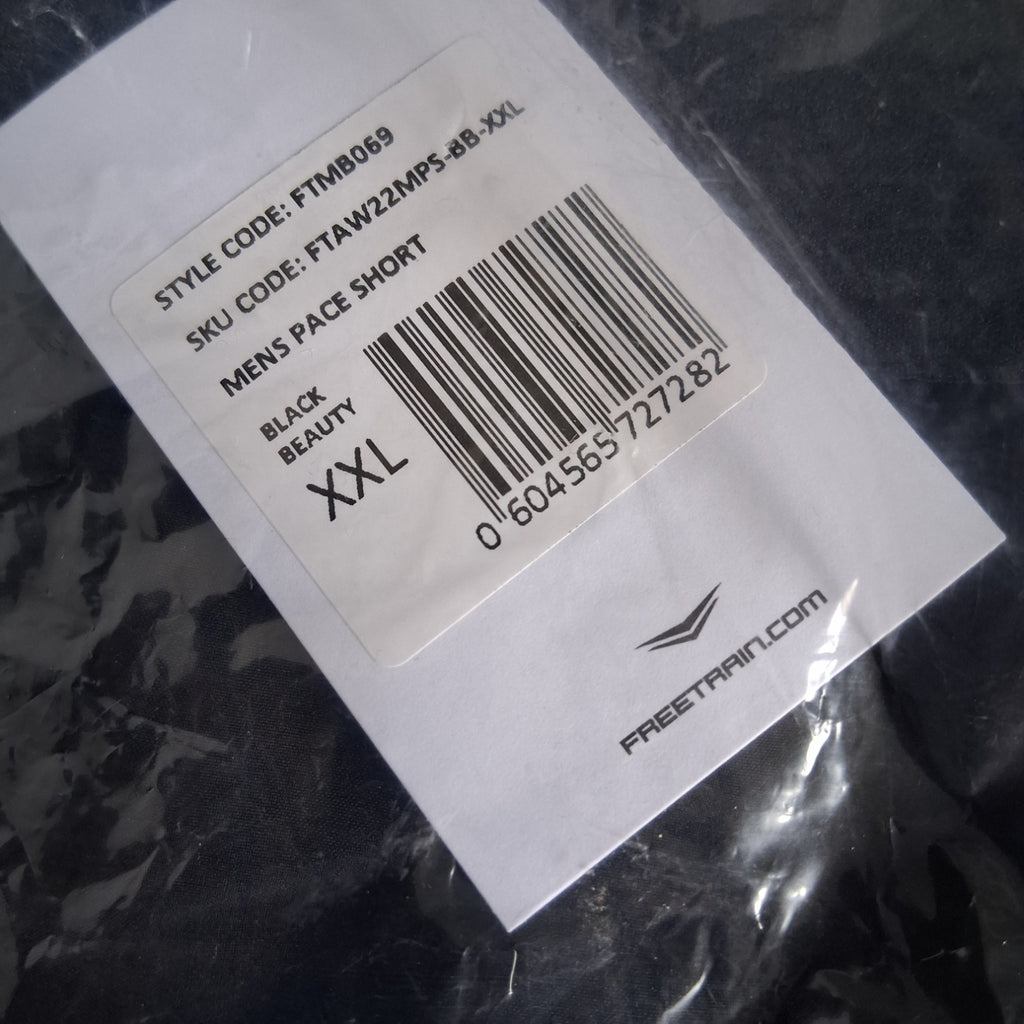 STYLE CODE: FTMB069
SKU CODE: FTAW22MPS-BB-XXL
MENS PACE SHORT
BLACK
BEAUTY
XXL
0 604565 727282
FREETRAIN.COM